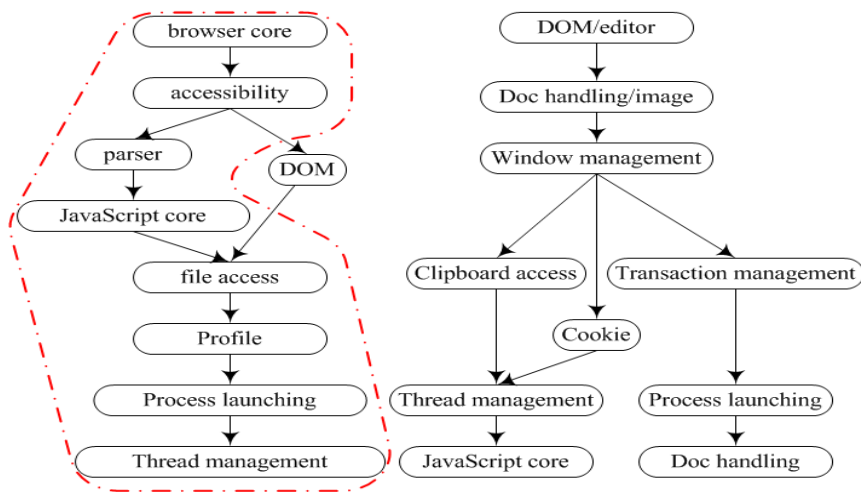 browser core
accessibility
parser
DOM
JavaScript core
file access
Profile
Process launching
Thread management
DOM/editor
Doc handling/image
Window management
Clipboard access
Transaction management
Cookie
Thread management
Process launching
JavaScript core
Doc handling